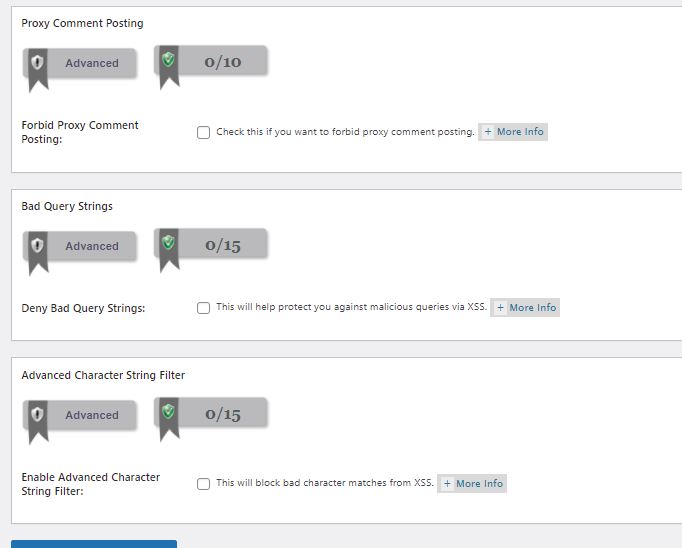 Proxy Comment Posting
Advanced
0/10
Forbid Proxy Comment
Posting:
Check this if you want to forbid proxy comment posting.
+ More Info
Bad Query Strings
Advanced
0/15
Deny Bad Query Strings:
This will help protect you against malicious queries via XSS.
+ More Info
Advanced Character String Filter
Advanced
0/15
Enable Advanced Character
String Filter:
This will block bad character matches from XSS.
+ More Info